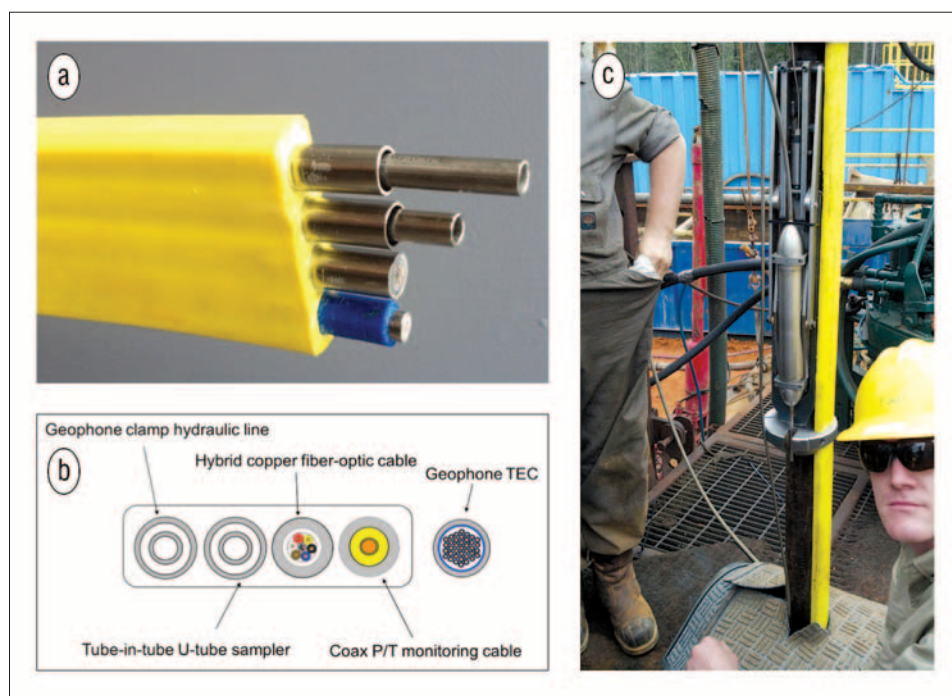 a
b
Geophone clamp hydraulic line
Hybrid copper fiber-optic cable
Geophone TEC
Tube-in-tube U-tube sampler
Coax P/T monitoring cable
c